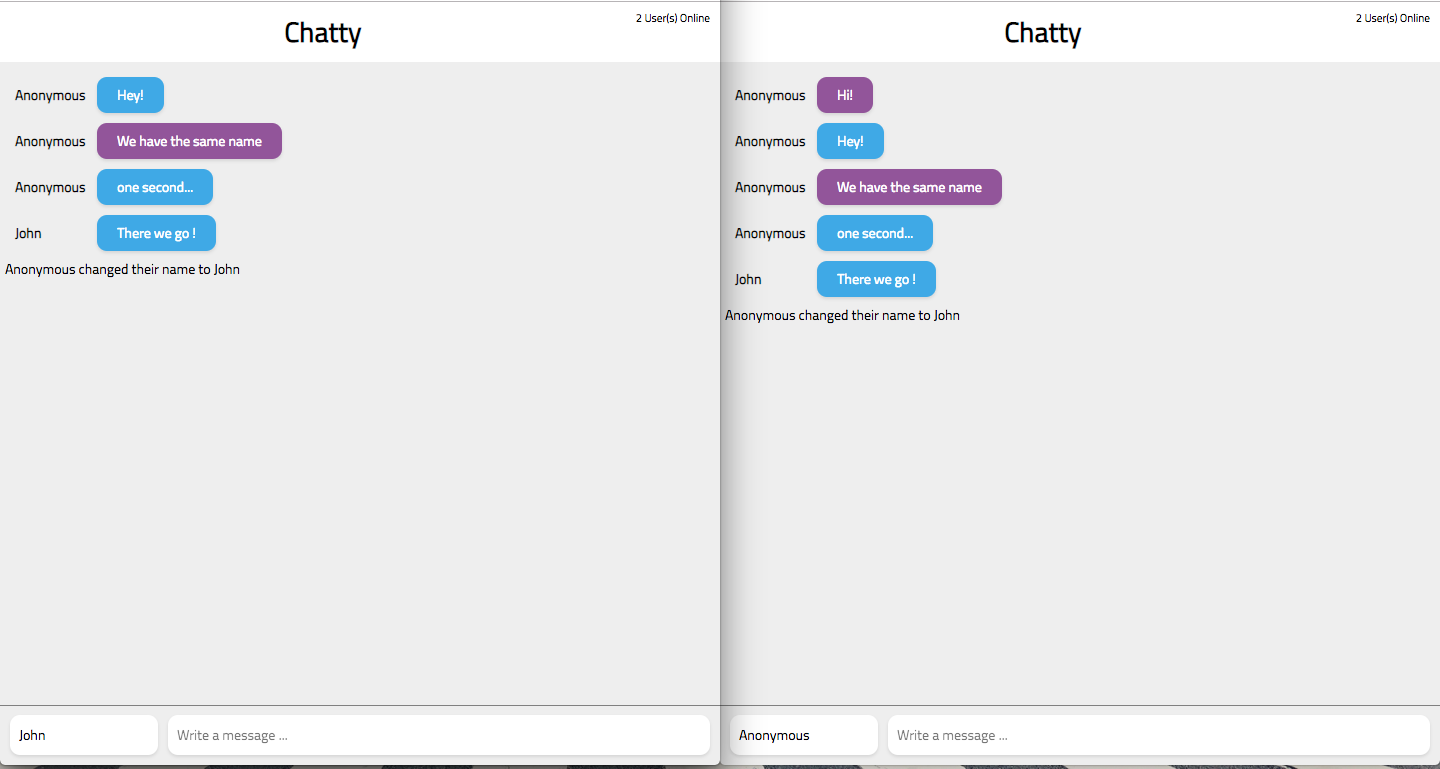 Chatty
2 User(s) Online
Anonymous Hey!
Anonymous We have the same name
Anonymous one second...
John There we go !
Anonymous changed their name to John
John Write a message ...
Chatty
2 User(s) Online
Anonymous Hi!
Anonymous Hey!
Anonymous We have the same name
Anonymous one second...
John There we go !
Anonymous changed their name to John
Anonymous Write a message ...